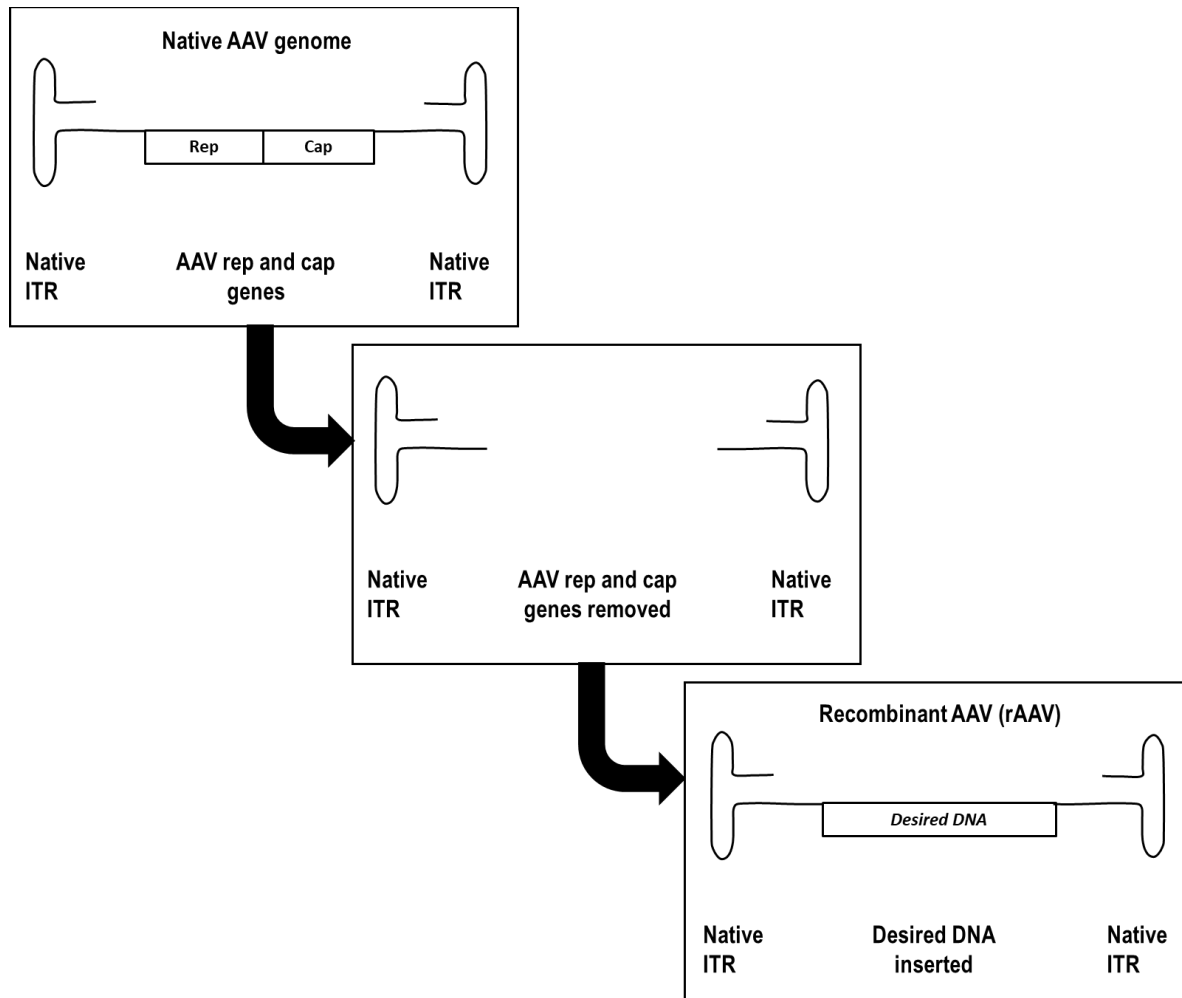 Native AAV genome
Rep
Cap
Native
ITR
AAV rep and cap
genes
Native
ITR
Native
ITR
AAV rep and cap
genes removed
Native
ITR
Recombinant AAV (rAAV)
Desired DNA
Native
ITR
Desired DNA
inserted
Native
ITR